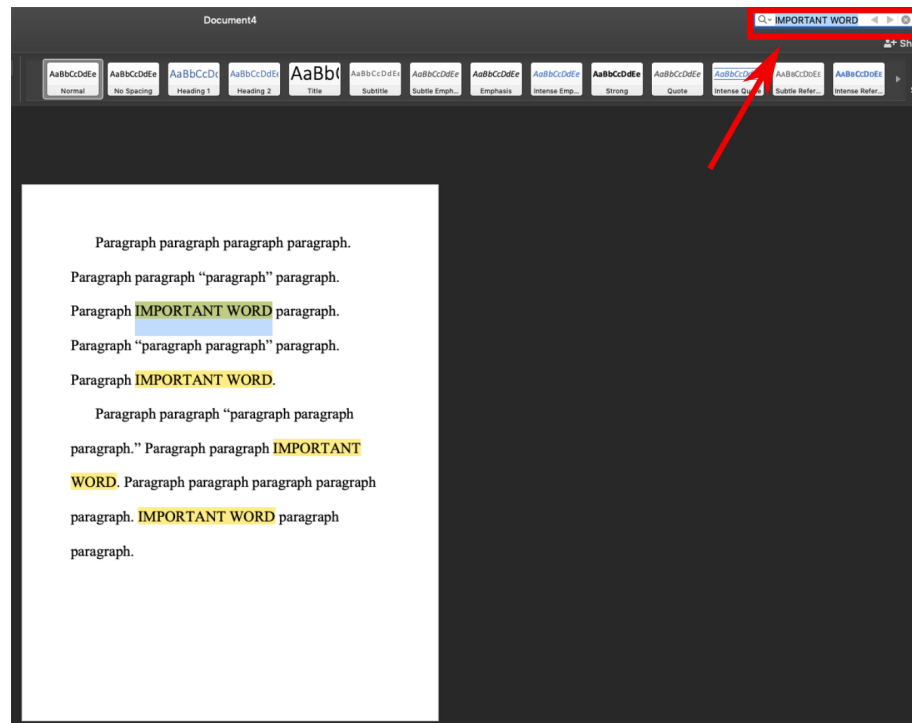 Document4
IMPORTANT WORD
Sh
AaBbCcDdEe AaBbCcDdEe AaBbCcDc AaBbCcDdEe AaBb( AaBbCcDdEe AaBbCcDdEe AaBbCcDdEe AaBbCcDdEe AaBbCcDdEe AaBbCcDdEe AaBbCcDdEe AaBbCcDdEe
Normal No Spacing Heading 1 Heading 2 Title Subtitle Subtle Emph... Emphasis Intense Emp... Strong Quote Intense Quote Subtle Refer... Intense Refer...
Paragraph paragraph paragraph paragraph.
Paragraph paragraph “paragraph” paragraph.
Paragraph IMPORTANT WORD paragraph.
Paragraph “paragraph paragraph” paragraph.
Paragraph IMPORTANT WORD.
Paragraph paragraph “paragraph paragraph
paragraph.” Paragraph paragraph IMPORTANT
WORD. Paragraph paragraph paragraph paragraph
paragraph. IMPORTANT WORD paragraph
paragraph.